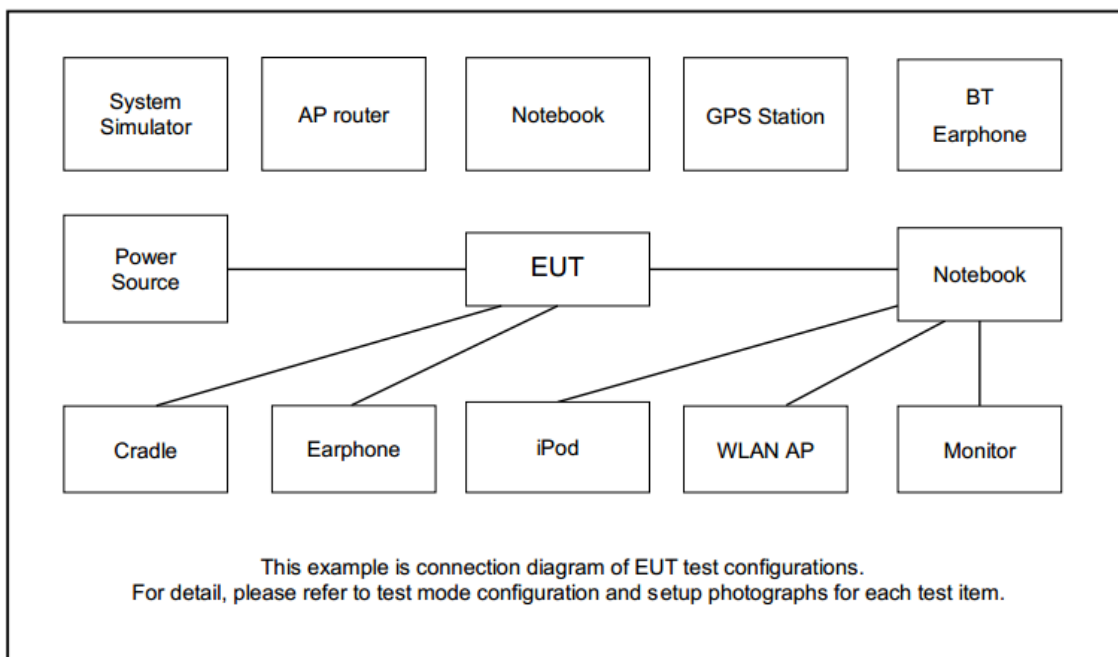 System
Simulator
AP router
Notebook
GPS Station
BT
Earphone
Power
Source
EUT
Notebook
Cradle
Earphone
iPod
WLAN AP
Monitor
This example is connection diagram of EUT test configurations.
For detail, please refer to test mode configuration and setup photographs for each test item.